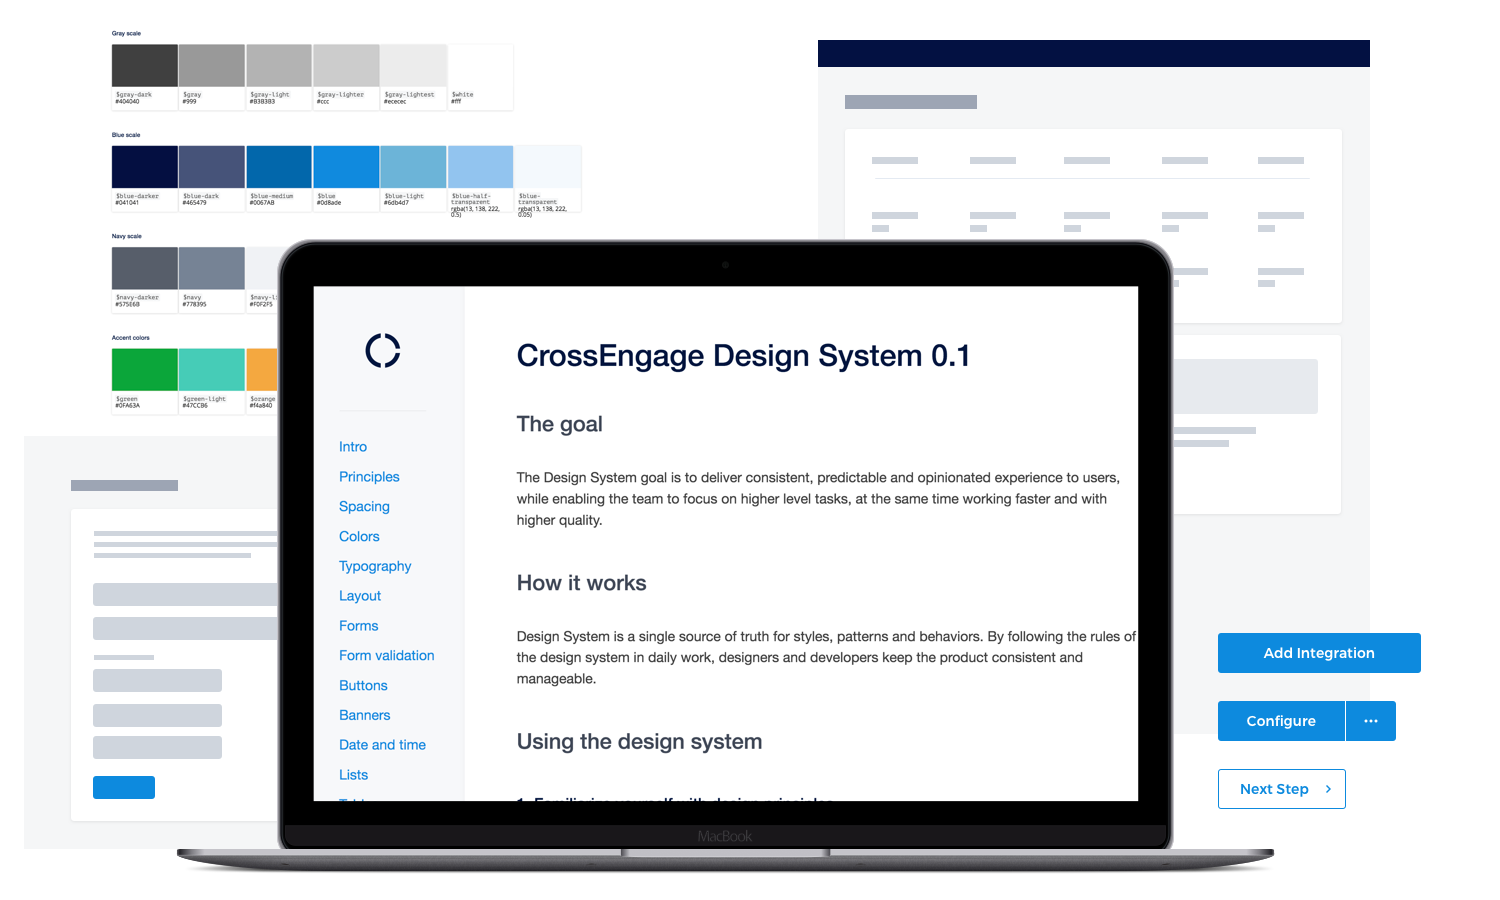 Gray scale
$gray-dark $gray $gray-light $gray-lighter $gray-lightest $white
#404040 #999 #B3B3B3 #ccc #ececec #fff
Blue scale
$blue-darker $blue-dark $blue-medium $blue $blue-light $blue-half-transparent $blue-transparent
#041041 #465479 #0067AB #0d8ade #6db4d7 rgba(13, 138, 222, 0.5) rgba(13, 138, 222, 0.05)
Navy scale
$navy-darker $navy $navy-li
#575E6B #778395 #F0F2F5
Accent colors
$green $green-light $orange
#0FA63A #47CCB6 #f4a840
Intro
Principles
Spacing
Colors
Typography
Layout
Forms
Form validation
Buttons
Banners
Date and time
Lists
CrossEngage Design System 0.1
The goal
The Design System goal is to deliver consistent, predictable and opinionated experience to users,
while enabling the team to focus on higher level tasks, at the same time working faster and with
higher quality.
How it works
Design System is a single source of truth for styles, patterns and behaviors. By following the rules of
the design system in daily work, designers and developers keep the product consistent and
manageable.
Using the design system
1. Familiarise yourself with design principles
Add Integration
Configure ···
Next Step
MacBook